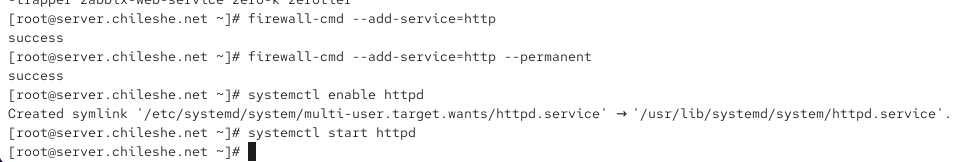 -trapper zabbix-web-service zero-k zerotier
[root@server.chileshe.net ~]# firewall-cmd --add-service=http
success
[root@server.chileshe.net ~]# firewall-cmd --add-service=http --permanent
success
[root@server.chileshe.net ~]# systemctl enable httpd
Created symlink '/etc/systemd/system/multi-user.target.wants/httpd.service' → '/usr/lib/systemd/system/httpd.service'.
[root@server.chileshe.net ~]# systemctl start httpd
[root@server.chileshe.net ~]#